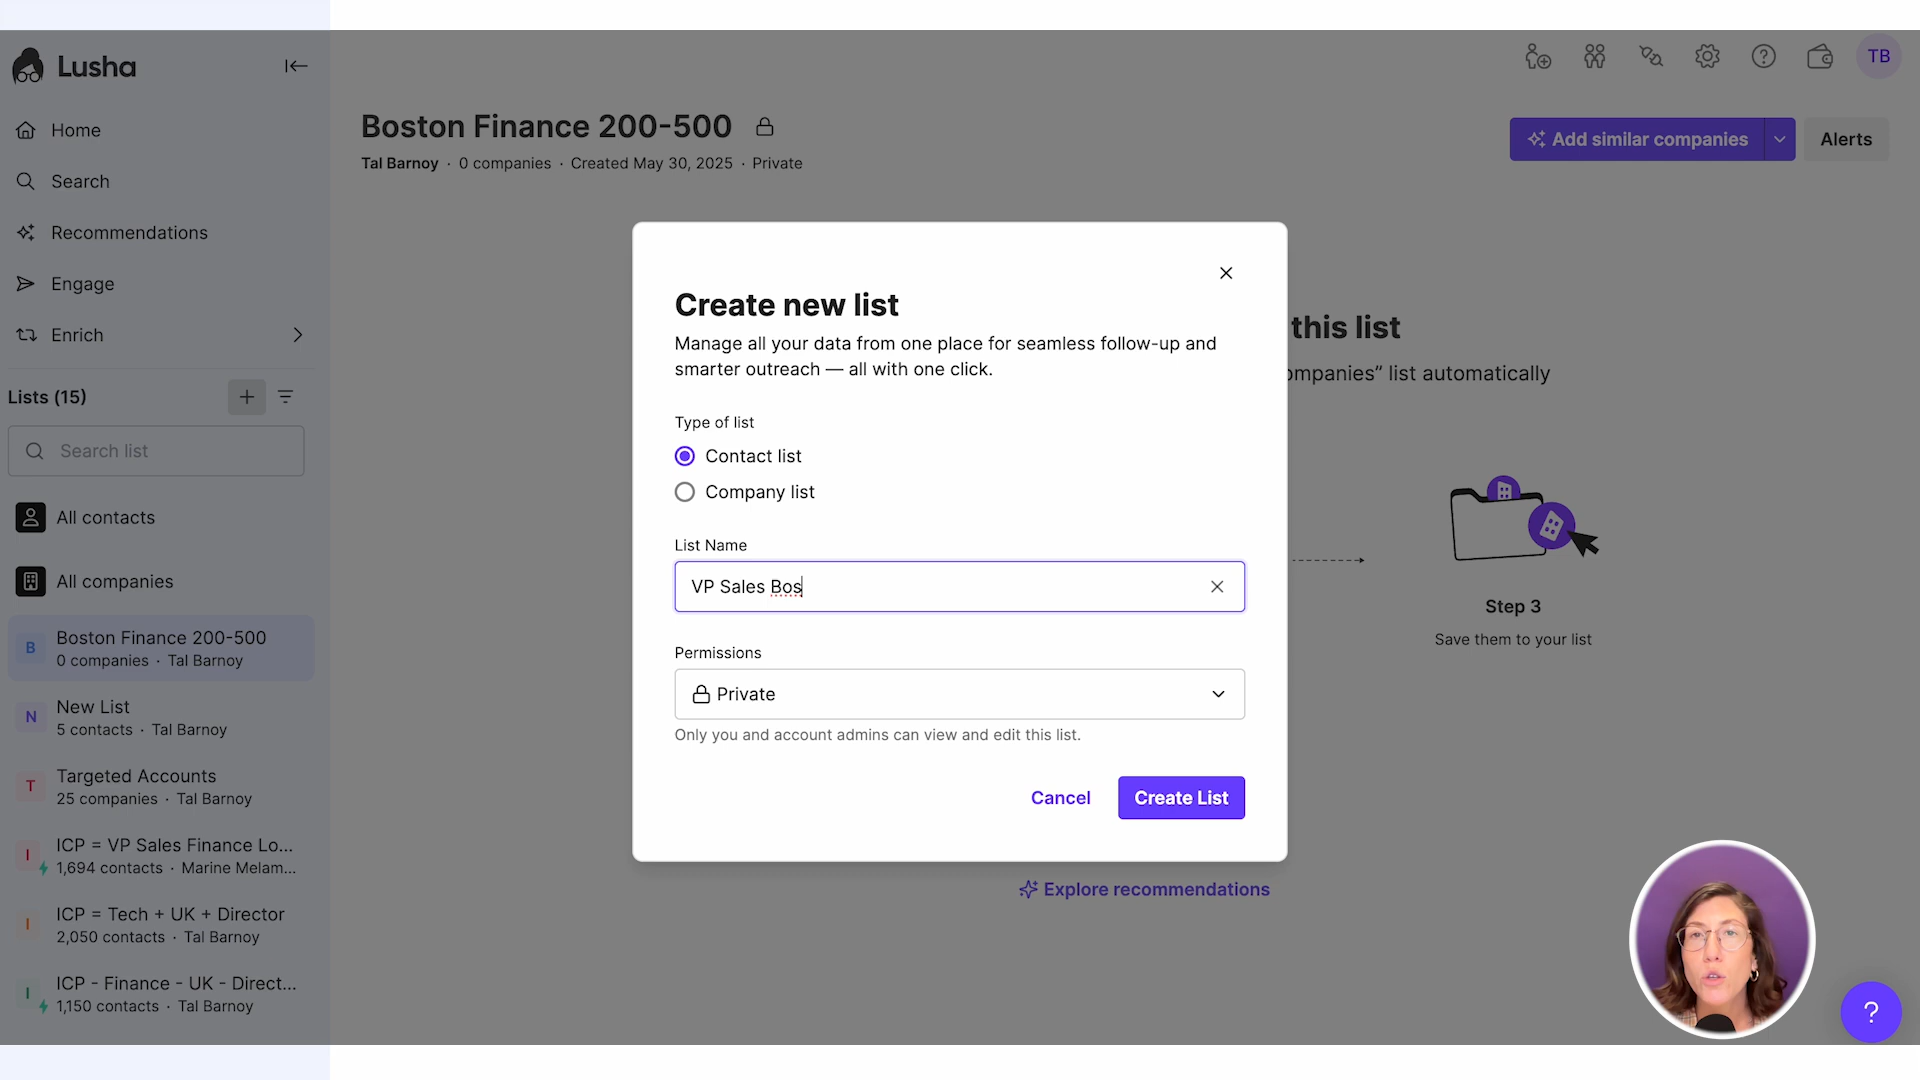 Lusha
Home
Search
Recommendations
Engage
Enrich
Lists (15)
Search list
All contacts
All companies
B
Boston Finance 200-500
0 companies · Tal Barnoy
N
New List
5 contacts · Tal Barnoy
T
Targeted Accounts
25 companies · Tal Barnoy
I
ICP = VP Sales Finance Lo...
1,694 contacts · Marine Melam...
I
ICP = Tech + UK + Director
2,050 contacts · Tal Barnoy
I
ICP - Finance - UK - Direct...
1,150 contacts · Tal Barnoy
TB
Boston Finance 200-500
Tal Barnoy · 0 companies · Created May 30, 2025 · Private
Add similar companies
Alerts
this list
ompanies” list automatically
Step 3
Save them to your list
Explore recommendations
Create new list
Manage all your data from one place for seamless follow-up and
smarter outreach — all with one click.
Type of list
Contact list
Company list
List Name
VP Sales Bos
Permissions
Private
Only you and account admins can view and edit this list.
Cancel
Create List
?